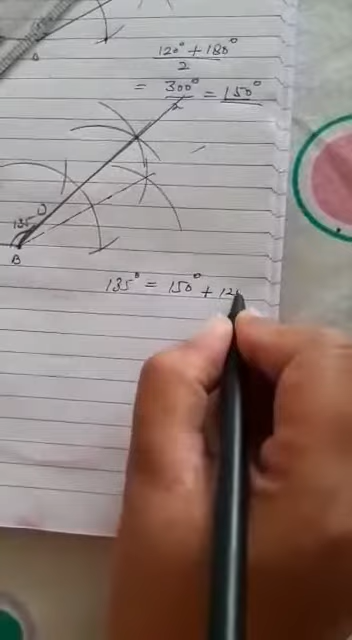 120° + 180°
2
= 300° = 150°
2
135°
B
135° = 150° + 12